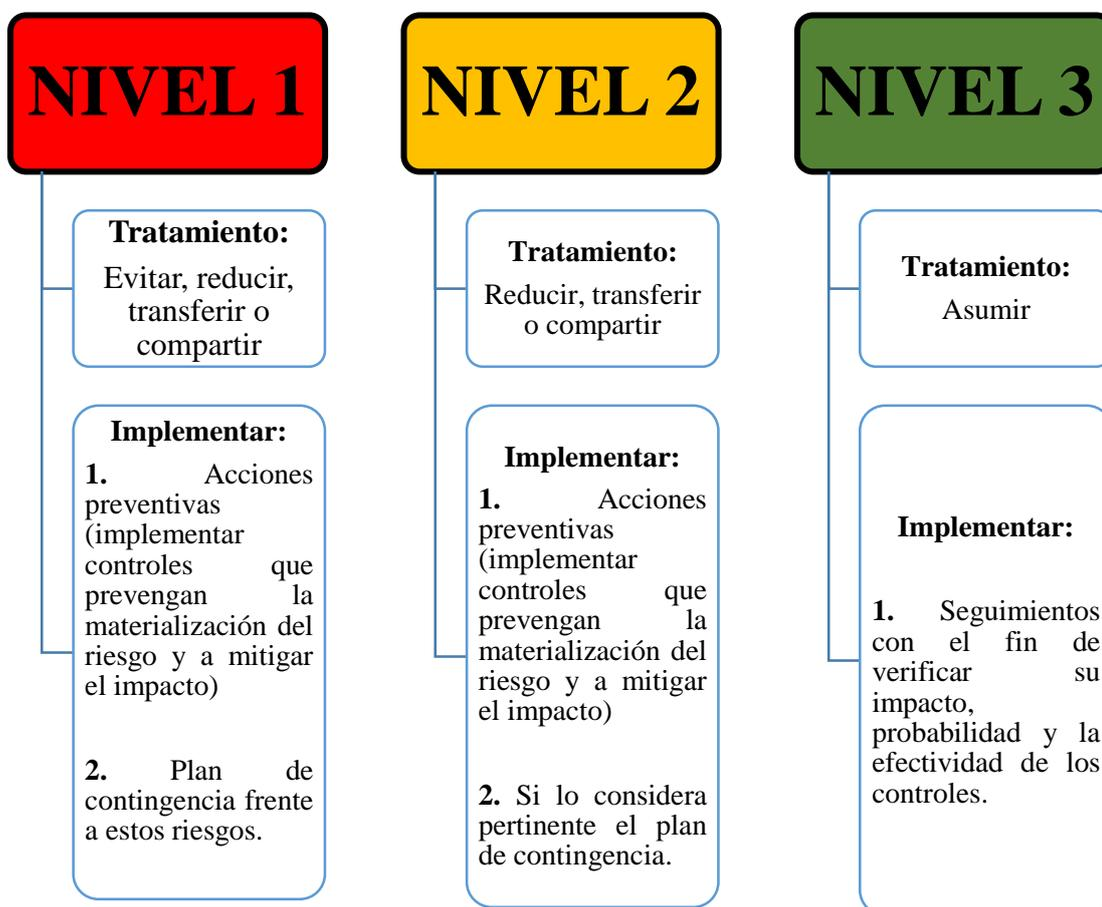 NIVEL 1
Tratamiento:
Evitar, reducir,
transferir o
compartir
Implementar:
1. Acciones
preventivas
(implementar
controles que
prevengan la
materialización del
riesgo y a mitigar
el impacto)
2. Plan de
contingencia frente
a estos riesgos.
NIVEL 2
Tratamiento:
Reducir, transferir
o compartir
Implementar:
1. Acciones
preventivas
(implementar
controles que
prevengan la
materialización del
riesgo y a mitigar
el impacto)
2. Si lo considera
pertinente el plan
de contingencia.
NIVEL 3
Tratamiento:
Asumir
Implementar:
1. Seguimientos
con el fin de
verificar su
impacto,
probabilidad y la
efectividad de los
controles.